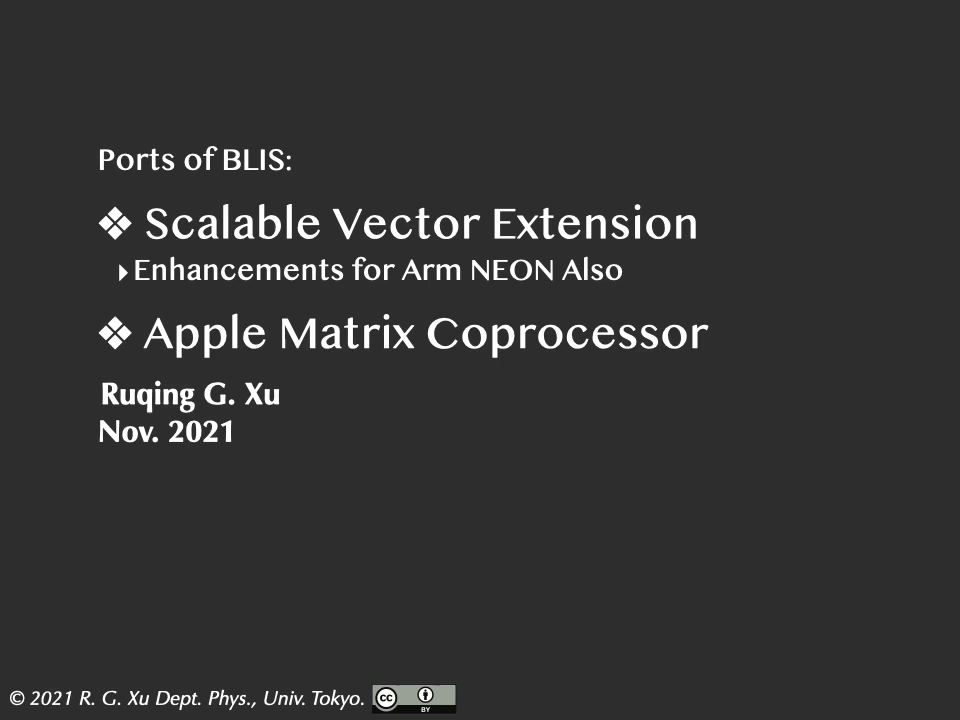 Ports of BLIS:
❖ Scalable Vector Extension
‣Enhancements for Arm NEON Also
❖ Apple Matrix Coprocessor
Ruqing G. Xu
Nov. 2021
© 2021 R. G. Xu Dept. Phys., Univ. Tokyo.
cc BY